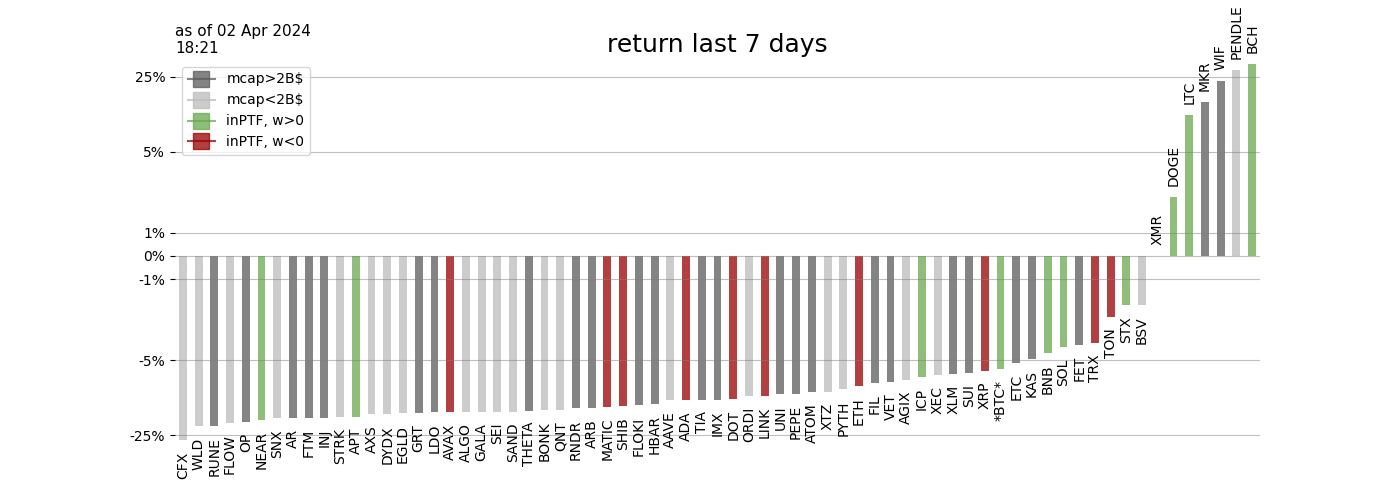 as of 02 Apr 2024
18:21
return last 7 days
mcap>2B$
mcap<2B$
inPTF, w>0
inPTF, w<0
25%
5%
1%
0%
-1%
-5%
-25%
CFX
WLD
RUNE
FLOW
OP
NEAR
SNX
AR
FTM
INJ
STRK
APT
AXS
DYDX
EGLD
GRT
LDO
AVAX
ALGO
GALA
SEI
SAND
THETA
BONK
QNT
RNDR
ARB
MATIC
SHIB
FLOKI
HBAR
AAVE
ADA
TIA
IMX
DOT
ORDI
LINK
UNI
PEPE
ATOM
XTZ
PYTH
ETH
FIL
VET
AGIX
ICP
XEC
XLM
SUI
XRP
*BTC*
ETC
KAS
BNB
SOL
FET
TRX
TON
STX
BSV
XMR
DOGE
LTC
MKR
WIF
PENDLE
BCH